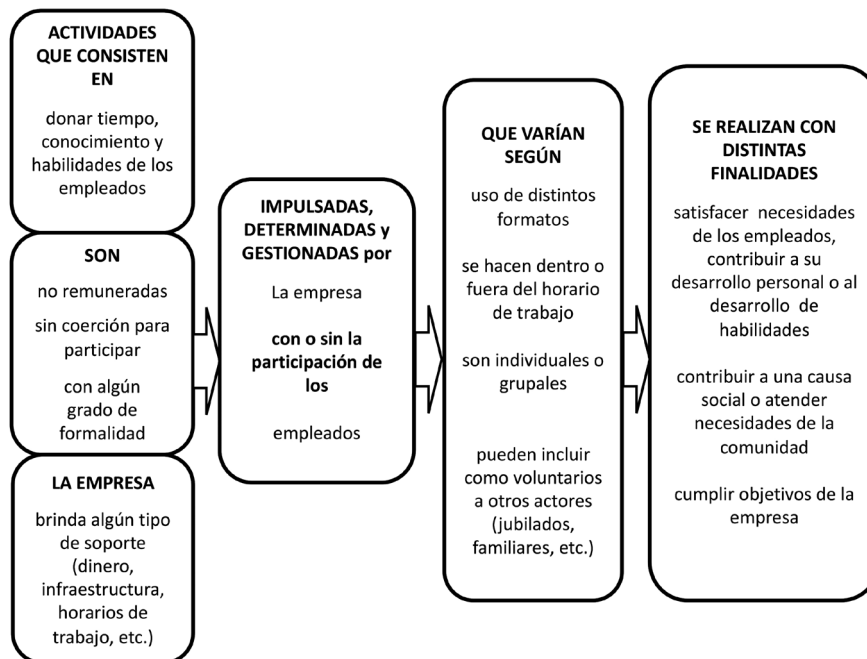 ACTIVIDADES
QUE CONSISTEN
EN
donar tiempo,
conocimiento y
habilidades de los
empleados
SON
no remuneradas
sin coerción para
participar
con algún
grado de
formalidad
LA EMPRESA
brinda algún tipo
de soporte
(dinero,
infraestructura,
horarios de
trabajo, etc.)
IMPULSADAS,
DETERMINADAS y
GESTIONADAS por
La empresa
con o sin la
participación de
los
empleados
QUE VARÍAN
SEGÚN
uso de distintos
formatos
se hacen dentro o
fuera del horario
de trabajo
son individuales o
grupales
pueden incluir
como voluntarios
a otros actores
(jubilados,
familiares, etc.)
SE REALIZAN CON
DISTINTAS
FINALIDADES
satisfacer necesidades
de los empleados,
contribuir a su
desarrollo personal o al
desarrollo de
habilidades
contribuir a una causa
social o atender
necesidades de la
comunidad
cumplir objetivos de la
empresa